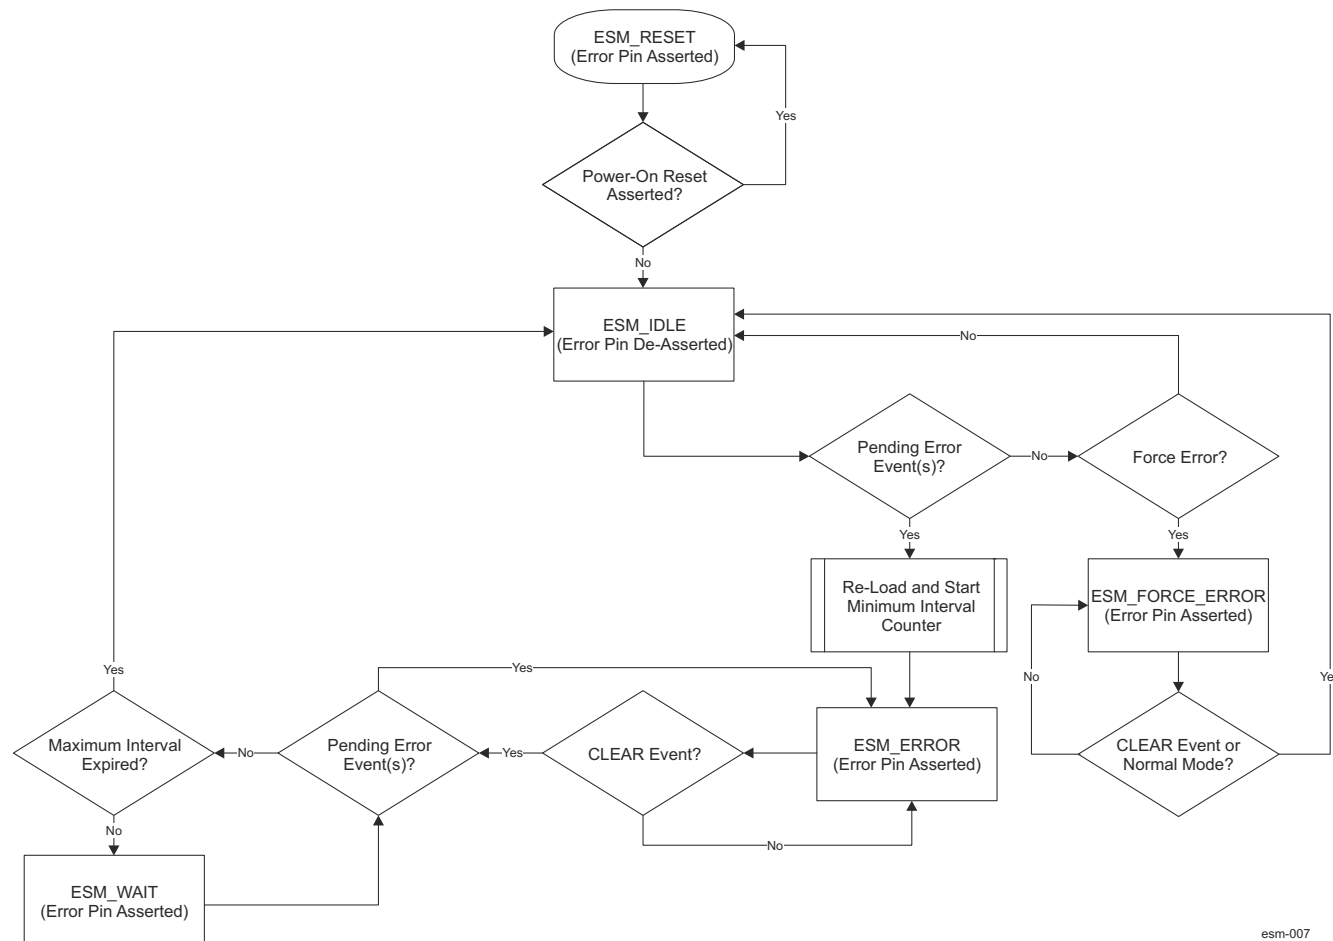 ESM_RESET
(Error Pin Asserted)
Yes
Power-On Reset
Asserted?
No
ESM_IDLE
(Error Pin De-Asserted)
No
Pending Error
Event(s)?
No
Force Error?
Yes
Yes
Re-Load and Start
Minimum Interval
Counter
ESM_FORCE_ERROR
(Error Pin Asserted)
Yes
Yes
No
Ye
Maximum Interval
Expired?
No
Pending Error
Event(s)?
Yes
CLEAR Event?
ESM_ERROR
(Error Pin Asserted)
CLEAR Event or
Normal Mode?
No
No
ESM_WAIT
(Error Pin Asserted)
esm-007